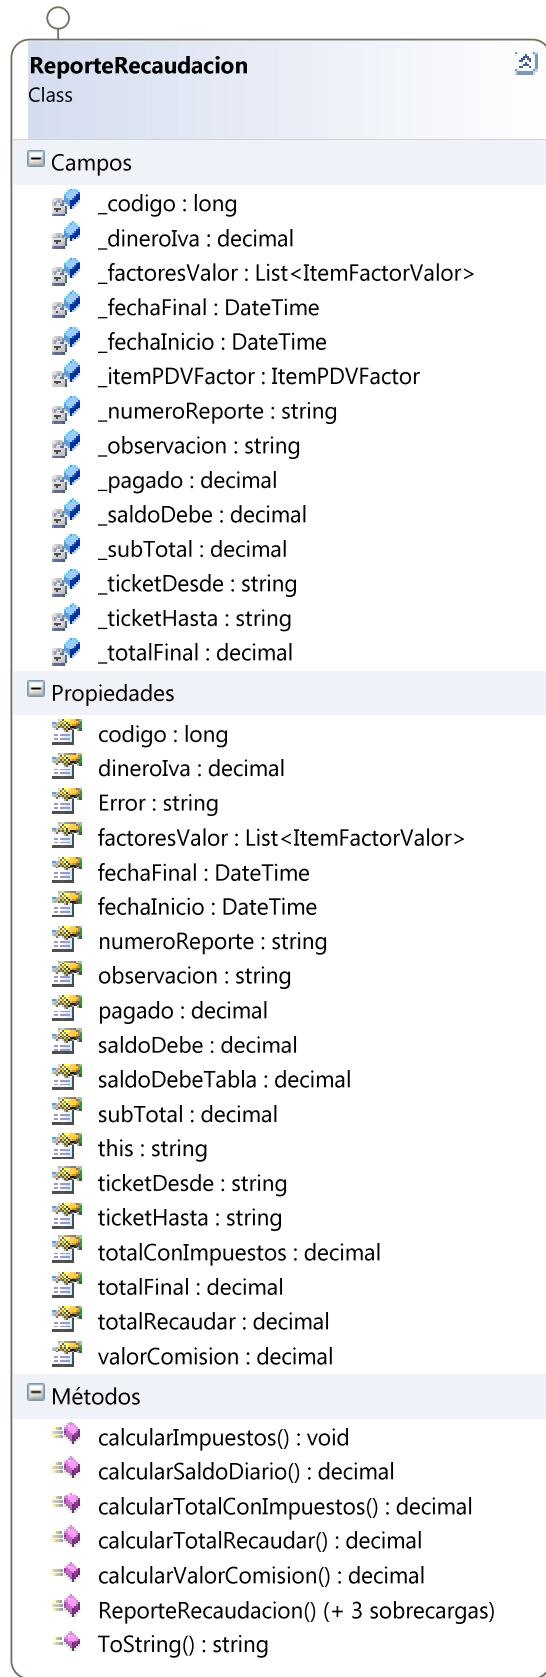 ReporteRecaudacion
Class
Campos
_codigo : long
_dineroIva : decimal
_factoresValor : List<ItemFactorValor>
_fechaFinal : DateTime
_fechaInicio : DateTime
_itemPDVFactor : ItemPDVFactor
_numeroReporte : string
_observacion : string
_pagado : decimal
_saldoDebe : decimal
_subTotal : decimal
_ticketDesde : string
_ticketHasta : string
_totalFinal : decimal
Propiedades
codigo : long
dineroIva : decimal
Error : string
factoresValor : List<ItemFactorValor>
fechaFinal : DateTime
fechaInicio : DateTime
numeroReporte : string
observacion : string
pagado : decimal
saldoDebe : decimal
saldoDebeTabla : decimal
subTotal : decimal
this : string
ticketDesde : string
ticketHasta : string
totalConImpuestos : decimal
totalFinal : decimal
totalRecaudar : decimal
valorComision : decimal
Métodos
calcularImpuestos() : void
calcularSaldoDiario() : decimal
calcularTotalConImpuestos() : decimal
calcularTotalRecaudar() : decimal
calcularValorComision() : decimal
ReporteRecaudacion() (+ 3 sobrecargas)
ToString() : string